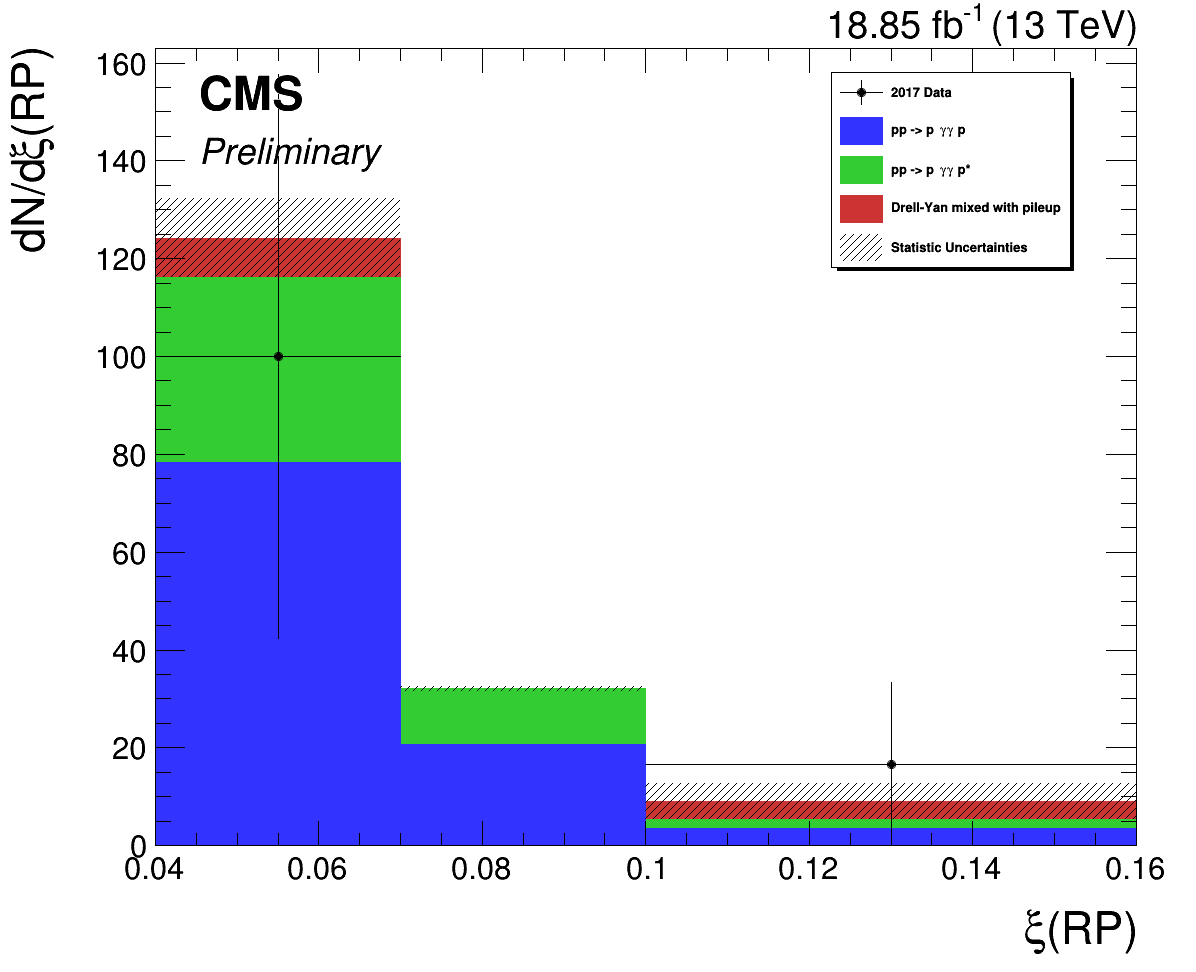 18.85 fb⁻¹ (13 TeV)
dN/dξ(RP)
CMS
Preliminary
2017 Data
pp -> p γγ p
pp -> p γγ p*
Drell-Yan mixed with pileup
Statistic Uncertainties
160
140
120
100
80
60
40
20
0
0.04 0.06 0.08 0.1 0.12 0.14 0.16
ξ(RP)